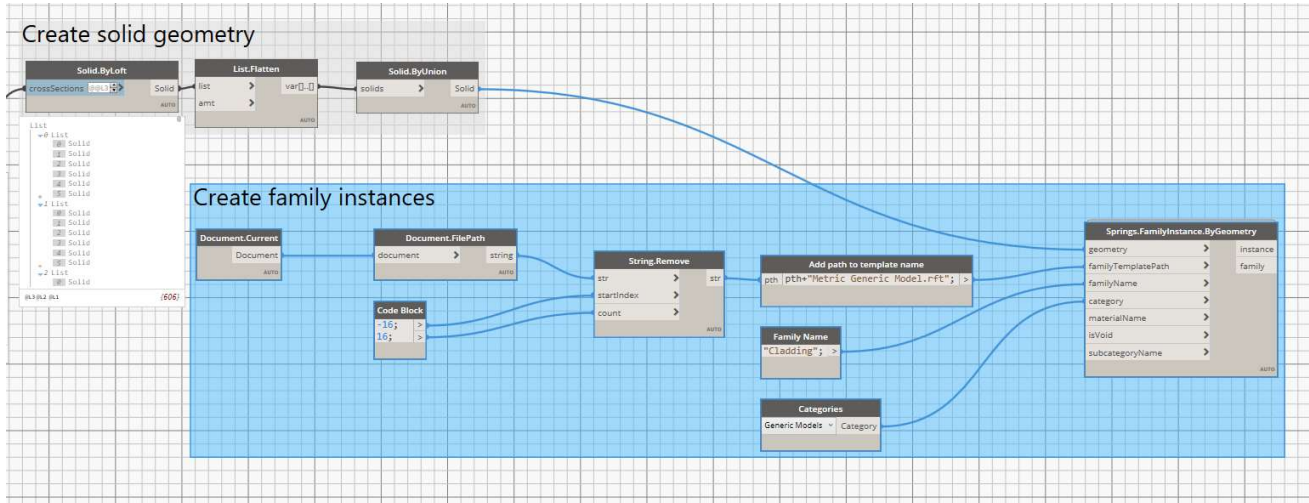 Create solid geometry
Solid.ByLoft
crossSections
Solid
AUTO
List.Flatten
list > var[]..[]
amt >
AUTO
Solid.ByUnion
solids > Solid
AUTO
List
0 List
0 Solid
1 Solid
2 Solid
3 Solid
4 Solid
5 Solid
1 List
0 Solid
1 Solid
2 Solid
3 Solid
4 Solid
5 Solid
2 List
0 Solid
@L3 @L2 @L1 {606}
Create family instances
Document.Current
Document
AUTO
Document.FilePath
document > string
AUTO
Code Block
-16; >
16; >
String.Remove
str > str
startIndex >
count >
AUTO
Add path to template name
pth pth+"Metric Generic Model.rft"; >
Family Name
"Cladding"; >
Categories
Generic Models Category
Springs.FamilyInstance.ByGeometry
geometry > instance
familyTemplatePath > family
familyName >
category >
materialName >
isVoid >
subcategoryName >
AUTO